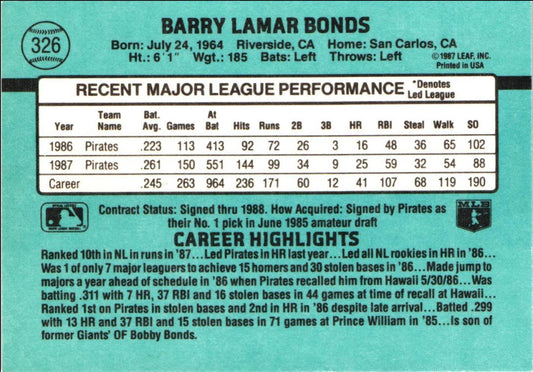 326
BARRY LAMAR BONDS
Born: July 24, 1964 Riverside, CA Home: San Carlos, CA
Ht.: 6'1" Wgt.: 185 Bats: Left Throws: Left
©1987 LEAF, INC.
Printed in USA
RECENT MAJOR LEAGUE PERFORMANCE *Denotes Led League
Year Team Name Bat. Avg. Games At Bat Hits Runs 2B 3B HR RBI Steal Walk SO
1986 Pirates .223 113 413 92 72 26 3 16 48 36 65 102
1987 Pirates .261 150 551 144 99 34 9 25 59 32 54 88
Career .245 263 964 236 171 60 12 41 107 68 119 190
Contract Status: Signed thru 1988. How Acquired: Signed by Pirates as
their No. 1 pick in June 1985 amateur draft
MLB
CAREER HIGHLIGHTS
Ranked 10th in NL in runs in '87...Led Pirates in HR last year...Led all NL rookies in HR in '86...
Was 1 of only 7 major leaguers to achieve 15 homers and 30 stolen bases in '86...Made jump to
majors a year ahead of schedule in '86 when Pirates recalled him from Hawaii 5/30/86...Was
batting .311 with 7 HR, 37 RBI and 16 stolen bases in 44 games at time of recall at Hawaii...
Ranked 1st on Pirates in stolen bases and 2nd in HR in '86 despite late arrival...Batted .299
with 13 HR and 37 RBI and 15 stolen bases in 71 games at Prince William in '85...Is son of
former Giants' OF Bobby Bonds.